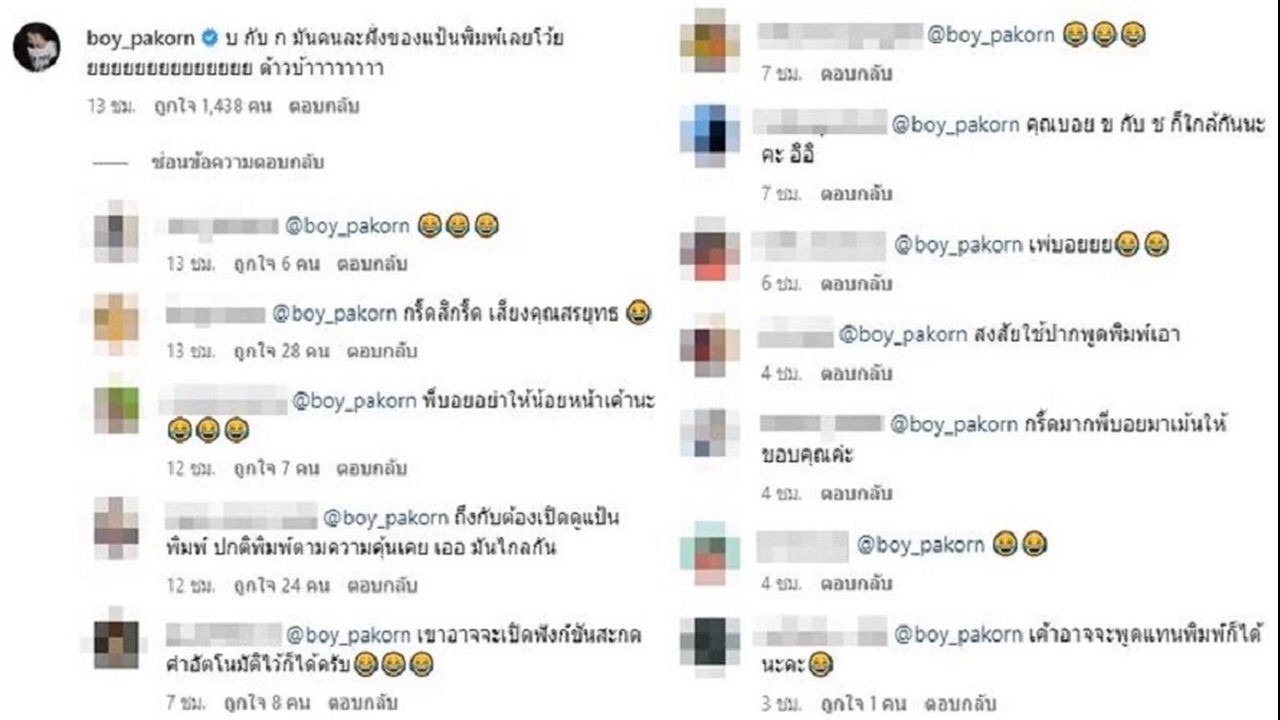 boy_pakorn บ กับ ก มันคนละฝั่งของแป้นพิมพ์เลยโว้ย
ยยยยยยยยยยยยยย ด้าวบ้าาาาาาาา
13 ชม. ถูกใจ 1,438 คน ตอบกลับ
ซ่อนข้อความตอบกลับ
@boy_pakorn 😂😂😂
13 ชม. ถูกใจ 6 คน ตอบกลับ
@boy_pakorn กรี้ดสิกรี้ด เสียงคุณสรยุทธ 😂
13 ชม. ถูกใจ 28 คน ตอบกลับ
@boy_pakorn พี่บอยอย่าให้น้อยหน้าเค้านะ
😂😂😂
12 ชม. ถูกใจ 7 คน ตอบกลับ
@boy_pakorn ถึงกับต้องเปิดดูแป้น
พิมพ์ ปกติพิมพ์ตามความคุ้นเคย เออ มันไกลกัน
12 ชม. ถูกใจ 24 คน ตอบกลับ
@boy_pakorn เขาอาจจะเปิดฟังก์ชันสะกด
คำอัตโนมัติไว้ก็ได้ครับ😂😂😂
7 ชม. ถูกใจ 8 คน ตอบกลับ
@boy_pakorn 😂😂😂
7 ชม. ตอบกลับ
@boy_pakorn คุณบอย ข กับ ช ก็ใกล้กันนะ
คะ อิอิ
7 ชม. ตอบกลับ
@boy_pakorn เพ่บอยยย😂😂
6 ชม. ตอบกลับ
@boy_pakorn สงสัยใช้ปากพูดพิมพ์เอา
4 ชม. ตอบกลับ
@boy_pakorn กรี้ดมากพี่บอยมาเม้นให้
ขอบคุณค่ะ
4 ชม. ตอบกลับ
@boy_pakorn 😂😂
4 ชม. ตอบกลับ
@boy_pakorn เค้าอาจจะพูดแทนพิมพ์ก็ได้
นะคะ😂
3 ชม. ถูกใจ 1 คน ตอบกลับ